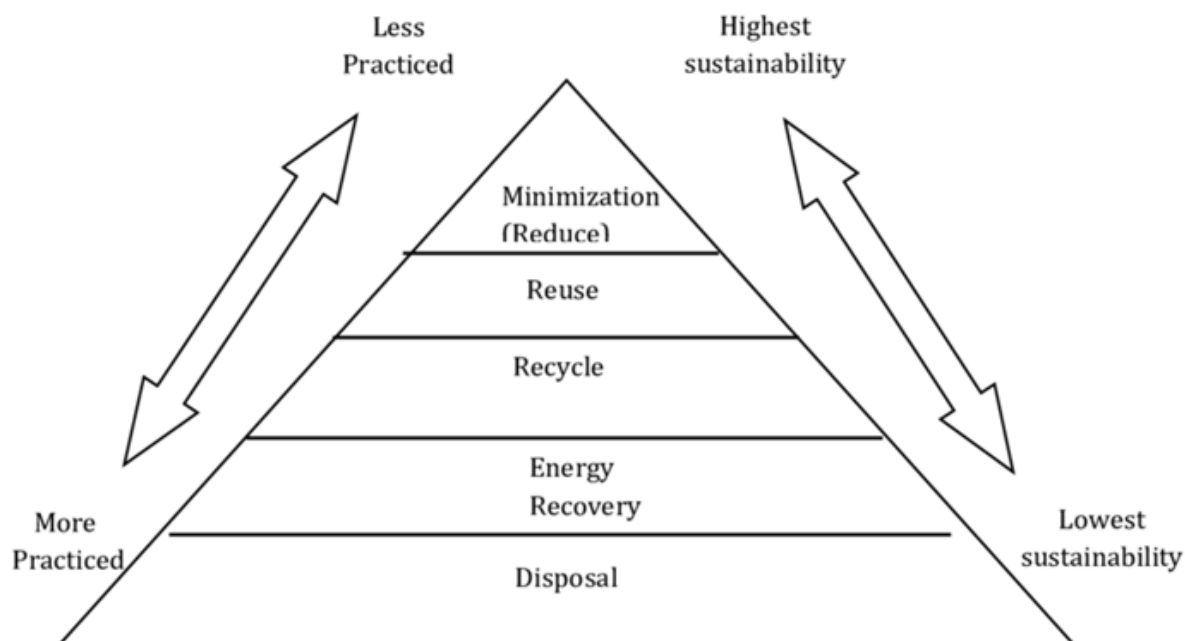 Less
Practiced
Highest
sustainability
Minimization
(Reduce)
Reuse
Recycle
Energy
Recovery
More
Practiced
Lowest
sustainability
Disposal